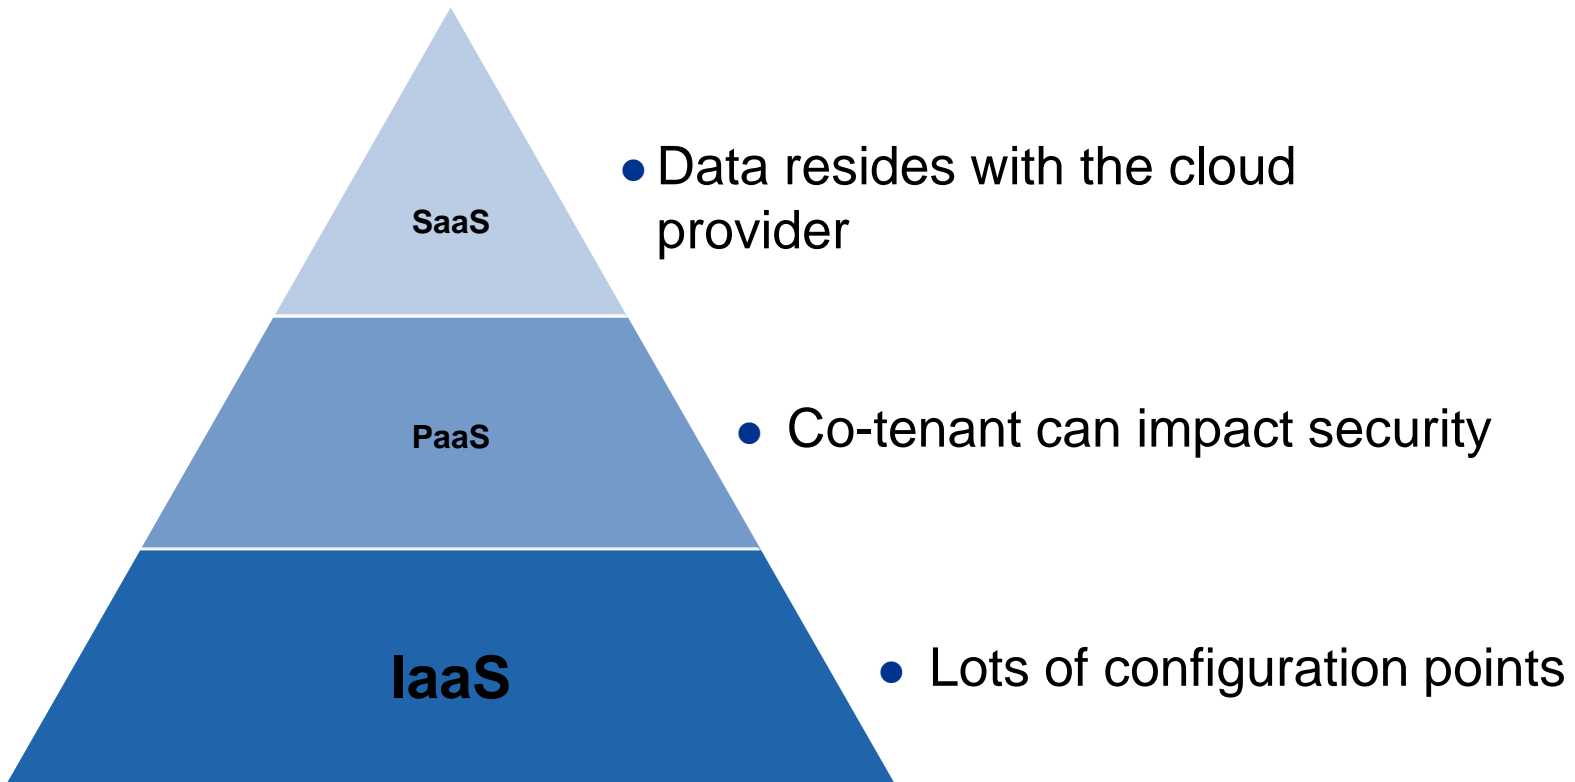 SaaS
● Data resides with the cloud
provider
PaaS
● Co-tenant can impact security
IaaS
● Lots of configuration points